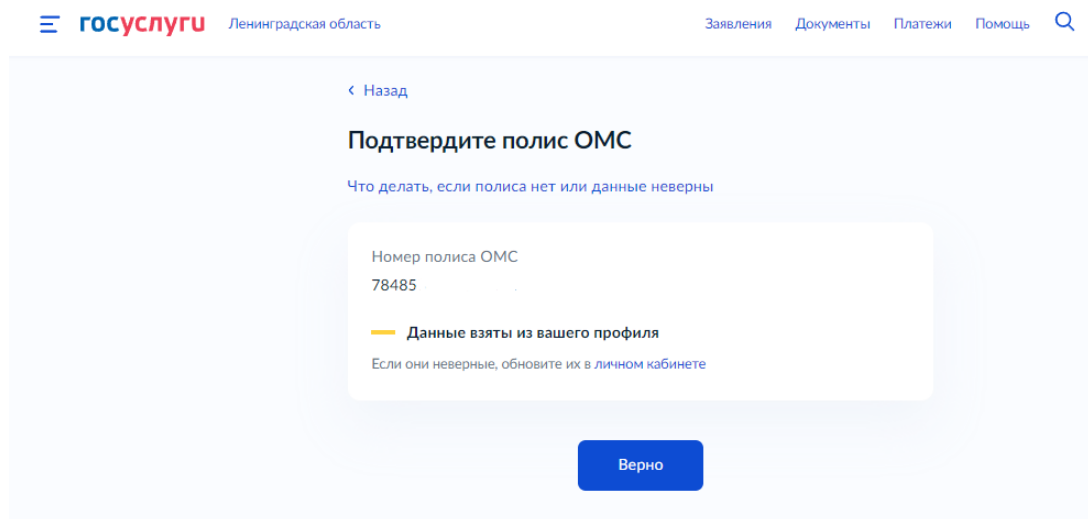 госуслуги Ленинградская область Заявления Документы Платежи Помощь
Назад
Подтвердите полис ОМС
Что делать, если полиса нет или данные неверны
Номер полиса ОМС
78485
Данные взяты из вашего профиля
Если они неверные, обновите их в личном кабинете
Верно